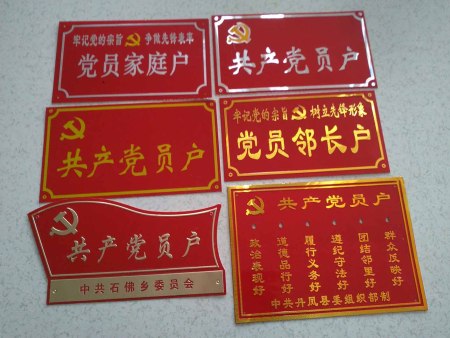 牢记党的宗旨 争做先锋表率
党员家庭户
共产党员户
共产党员户
牢记党的宗旨 树立先锋形象
党员邻长户
共产党员户
中共石佛乡委员会
共产党员户
政治表现好
道德品行好
履行义务好
遵纪守法好
团结邻里好
群众反映好
中共丹凤县委组织部制